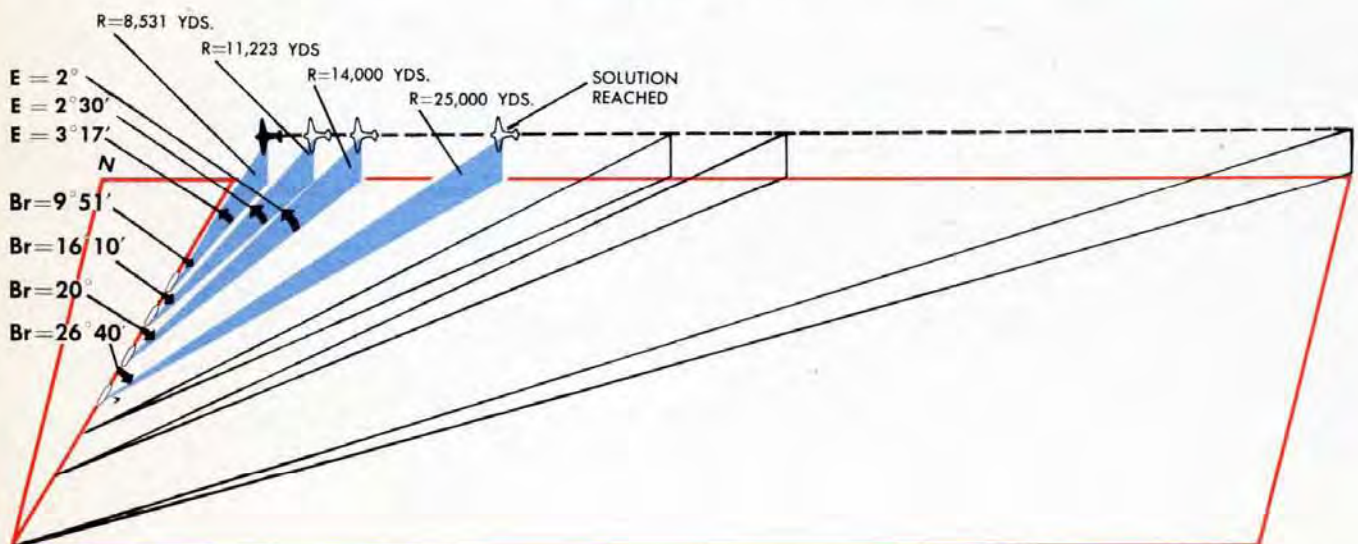 R=8,531 YDS.
R=11,223 YDS
R=14,000 YDS.
R=25,000 YDS.
SOLUTION
REACHED
E = 2°
E = 2°30′
E = 3°17′
N
Br=9°51′
Br=16°10′
Br=20°
Br=26°40′